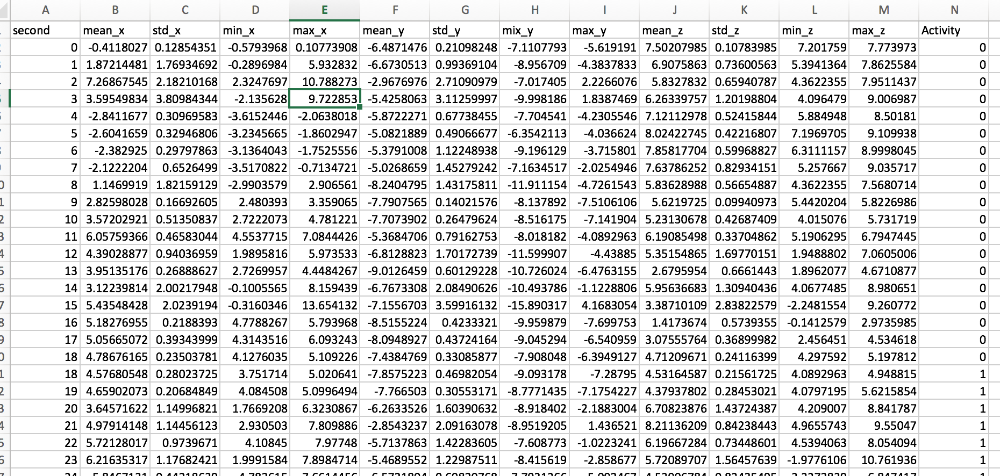 A B C D E F G H I J K L M N
second mean_x std_x min_x max_x mean_y std_y mix_y max_y mean_z std_z min_z max_z Activity
0 -0.4118027 0.12854351 -0.5793968 0.10773908 -6.4871476 0.21098248 -7.1107793 -5.619191 7.50207985 0.10783985 7.201759 7.773973 0
1 1.87214481 1.76934692 -0.2896984 5.932832 -6.6730513 0.99369104 -8.956709 -4.3837833 6.9075863 0.73600563 5.3941364 7.8625584 0
2 7.26867545 2.18210168 2.3247697 10.788273 -2.9676976 2.71090979 -7.017405 2.2266076 5.8327832 0.65940787 4.3622355 7.9511437 0
3 3.59549834 3.80984344 -2.135628 9.722853 -5.4258063 3.11259997 -9.998186 1.8387469 6.26339757 1.20198804 4.096479 9.006987 0
4 -2.8411677 0.30969583 -3.6152446 -2.0638018 -5.8722271 0.67738455 -7.704541 -4.2305546 7.12112978 0.52415844 5.884948 8.50181 0
5 -2.6041659 0.32946806 -3.2345665 -1.8602947 -5.0821889 0.49066677 -6.3542113 -4.036624 8.02422745 0.42216807 7.1969705 9.109938 0
6 -2.382925 0.29797863 -3.1364043 -1.7525556 -5.3791008 1.12248938 -9.196129 -3.715801 7.85817704 0.59968827 6.3111157 8.9998045 0
7 -2.1222204 0.6526499 -3.5170822 -0.7134721 -5.0268659 1.45279242 -7.1634517 -2.0254946 7.63786252 0.82934151 5.257667 9.035717 0
8 1.1469919 1.82159129 -2.9903579 2.906561 -8.2404795 1.43175811 -11.911154 -4.7261543 5.83628988 0.56654887 4.3622355 7.5680714 0
9 2.82598028 0.16692605 2.480393 3.359065 -7.7907565 0.14021576 -8.137892 -7.5106106 5.6219725 0.09940973 5.4420204 5.8226986 0
10 3.57202921 0.51350837 2.7222073 4.781221 -7.7073902 0.26479624 -8.516175 -7.141904 5.23130678 0.42687409 4.015076 5.731719 0
11 6.05759366 0.46583044 4.5537715 7.0844426 -5.3684706 0.79162753 -8.018182 -4.0892963 6.19085498 0.33704862 5.1906295 6.7947445 0
12 4.39028877 0.94036959 1.9895816 5.973533 -6.8128823 1.70172739 -11.599907 -4.43885 5.35154865 1.69770151 1.9488802 7.0605006 0
13 3.95135176 0.26888627 2.7269957 4.4484267 -9.0126459 0.60129228 -10.726024 -6.4763155 2.6795954 0.6661443 1.8962077 4.6710877 0
14 3.12239814 2.00217948 -0.1005565 8.159439 -6.7673308 2.08490626 -10.493786 -1.1228806 5.95636683 1.30940436 4.0677485 8.980651 0
15 5.43548428 2.0239194 -0.3160346 13.654132 -7.1556703 3.59916132 -15.890317 4.1683054 3.38710109 2.83822579 -2.2481554 9.260772 0
16 5.18276955 0.2188393 4.7788267 5.793968 -8.5155224 0.4233321 -9.959879 -7.699753 1.4173674 0.5739355 -0.1412579 2.9735985 0
17 5.05665072 0.39343999 4.3143516 6.093243 -8.0948927 0.43724164 -9.045294 -6.540959 3.07555764 0.36899982 2.456451 4.534618 0
18 4.78676165 0.23503781 4.1276035 5.109226 -7.4384769 0.33085877 -7.908048 -6.3949127 4.71209671 0.24116399 4.297592 5.197812 0
18 4.57680548 0.28023725 3.751714 5.020641 -7.8575223 0.46982054 -9.093178 -7.28795 4.53164587 0.21561725 4.0892963 4.948815 1
19 4.65902073 0.20684849 4.084508 5.0996494 -7.766503 0.30553171 -8.7771435 -7.1754227 4.37937802 0.28453021 4.0797195 5.6215854 1
20 3.64571622 1.14996821 1.7669208 6.3230867 -6.2633526 1.60390632 -8.918402 -2.1883004 6.70823876 1.43724387 4.209007 8.841787 1
21 4.97914148 1.14456123 2.930503 7.809886 -2.8543237 2.09163078 -8.9519205 1.436521 8.21136209 0.84238443 4.9655743 9.55047 1
22 5.72128017 0.9739671 4.10845 7.97748 -5.7137863 1.42283605 -7.608773 -1.0223241 6.19667284 0.73448601 4.5394063 8.054094 1
23 6.21635317 1.17682421 1.9991584 7.8984714 -5.4689552 1.22987511 -8.415619 -2.858677 5.72089707 1.56457639 -1.9776106 10.761936 1